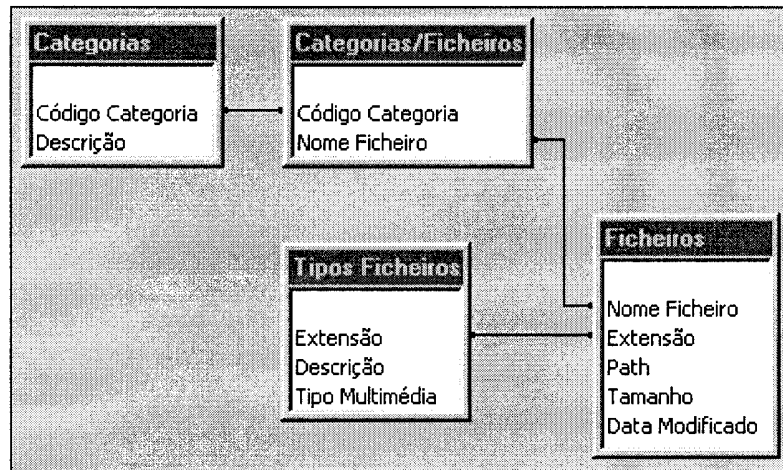 Categorias
Código Categoria
Descrição
Categorias/Ficheiros
Código Categoria
Nome Ficheiro
Tipos Ficheiros
Extensão
Descrição
Tipo Multimédia
Ficheiros
Nome Ficheiro
Extensão
Path
Tamanho
Data Modificado